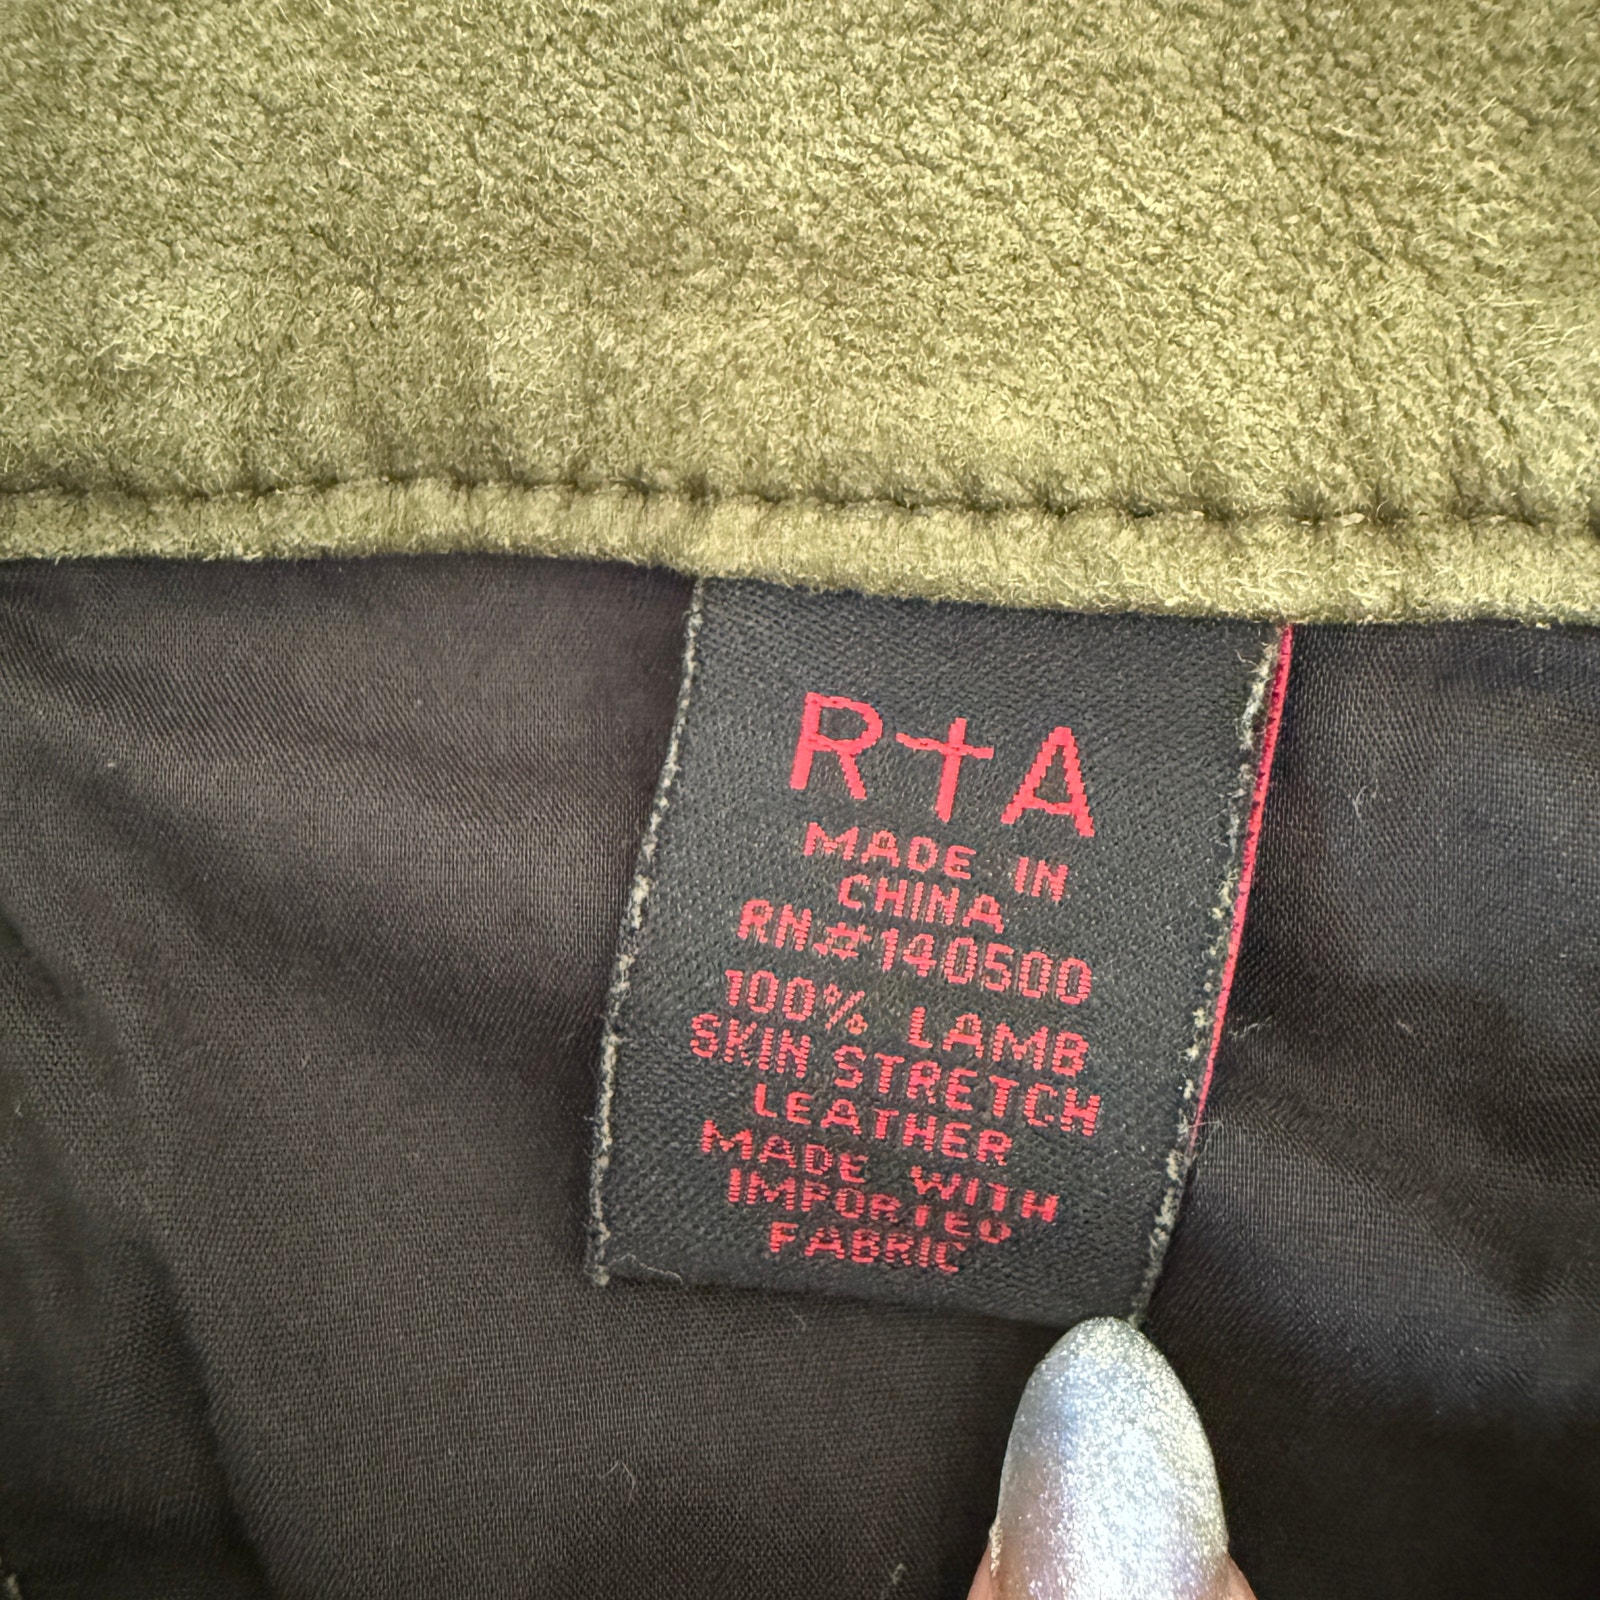 R†A
MADE IN
CHINA
RN#140500
100% LAMB
SKIN STRETCH
LEATHER
MADE WITH
IMPORTED
FABRIC